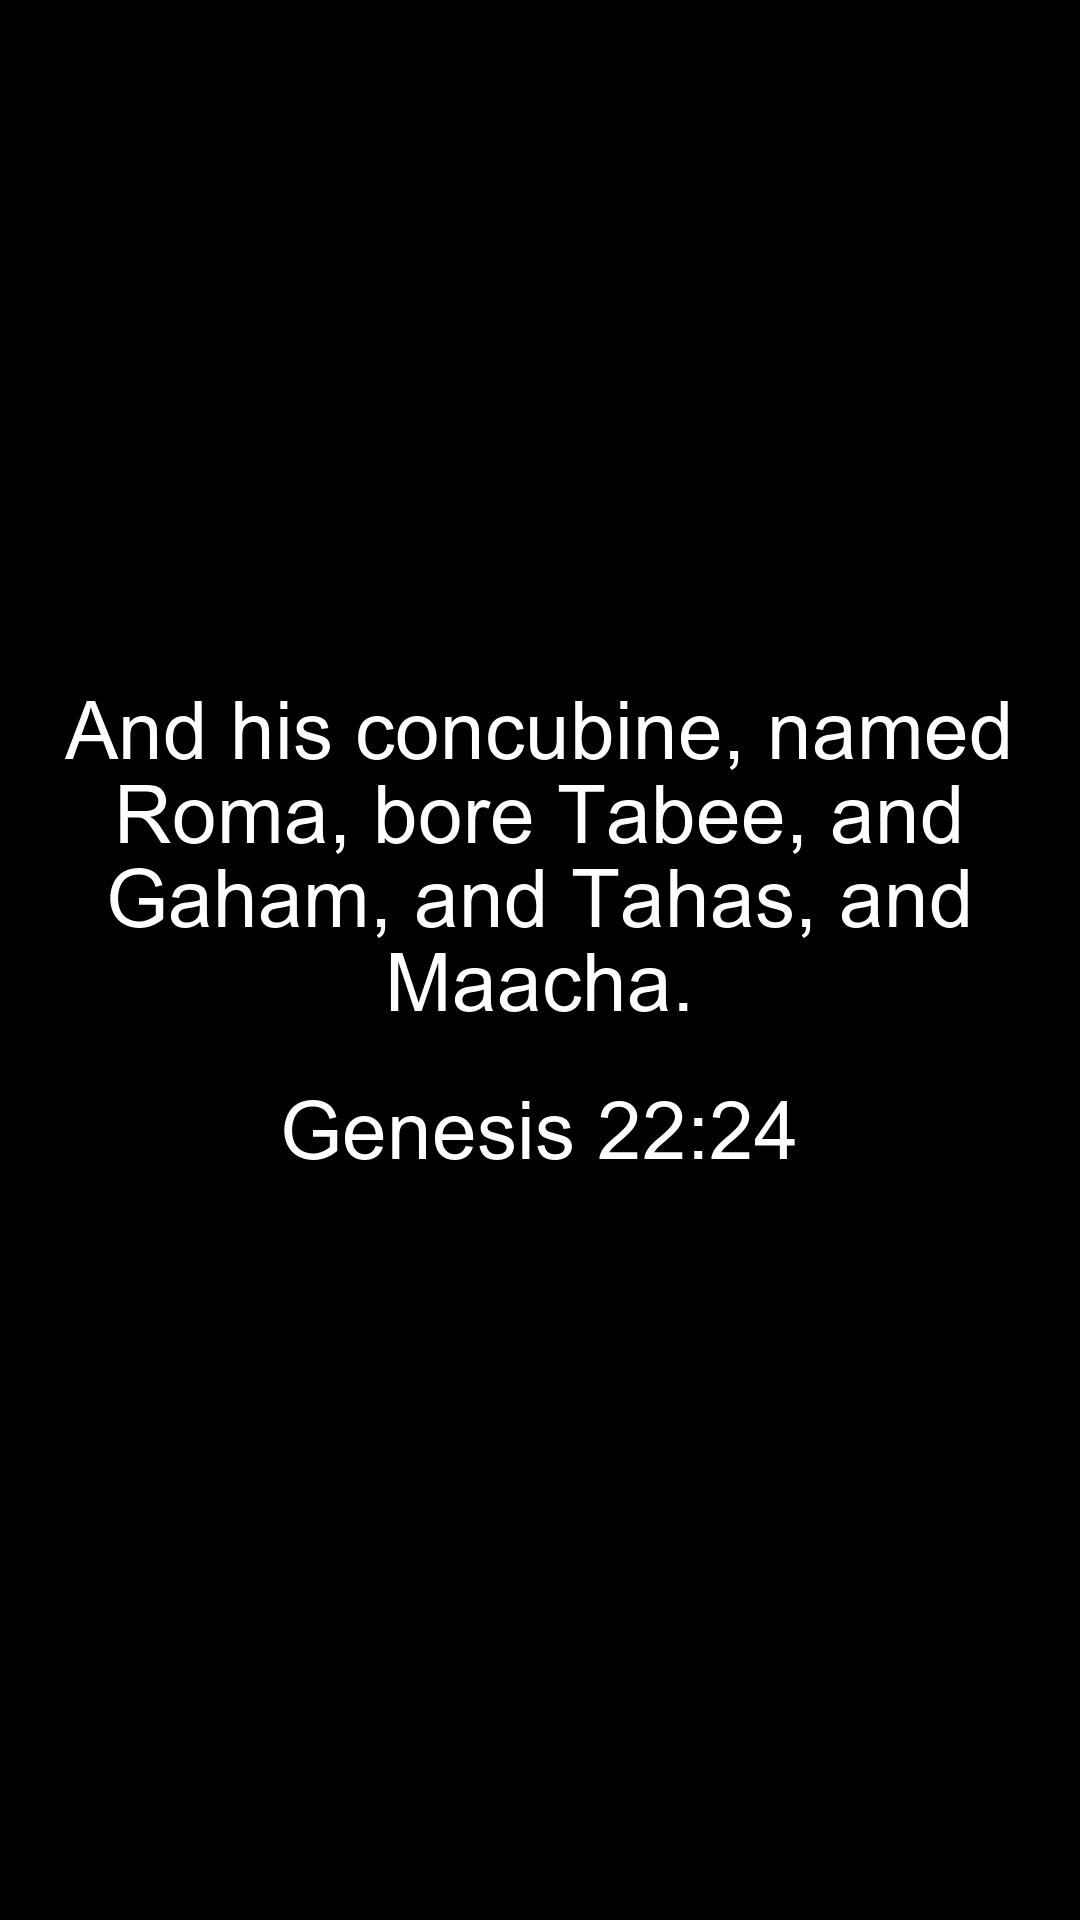 And his concubine, named
Roma, bore Tabee, and
Gaham, and Tahas, and
Maacha.
Genesis 22:24